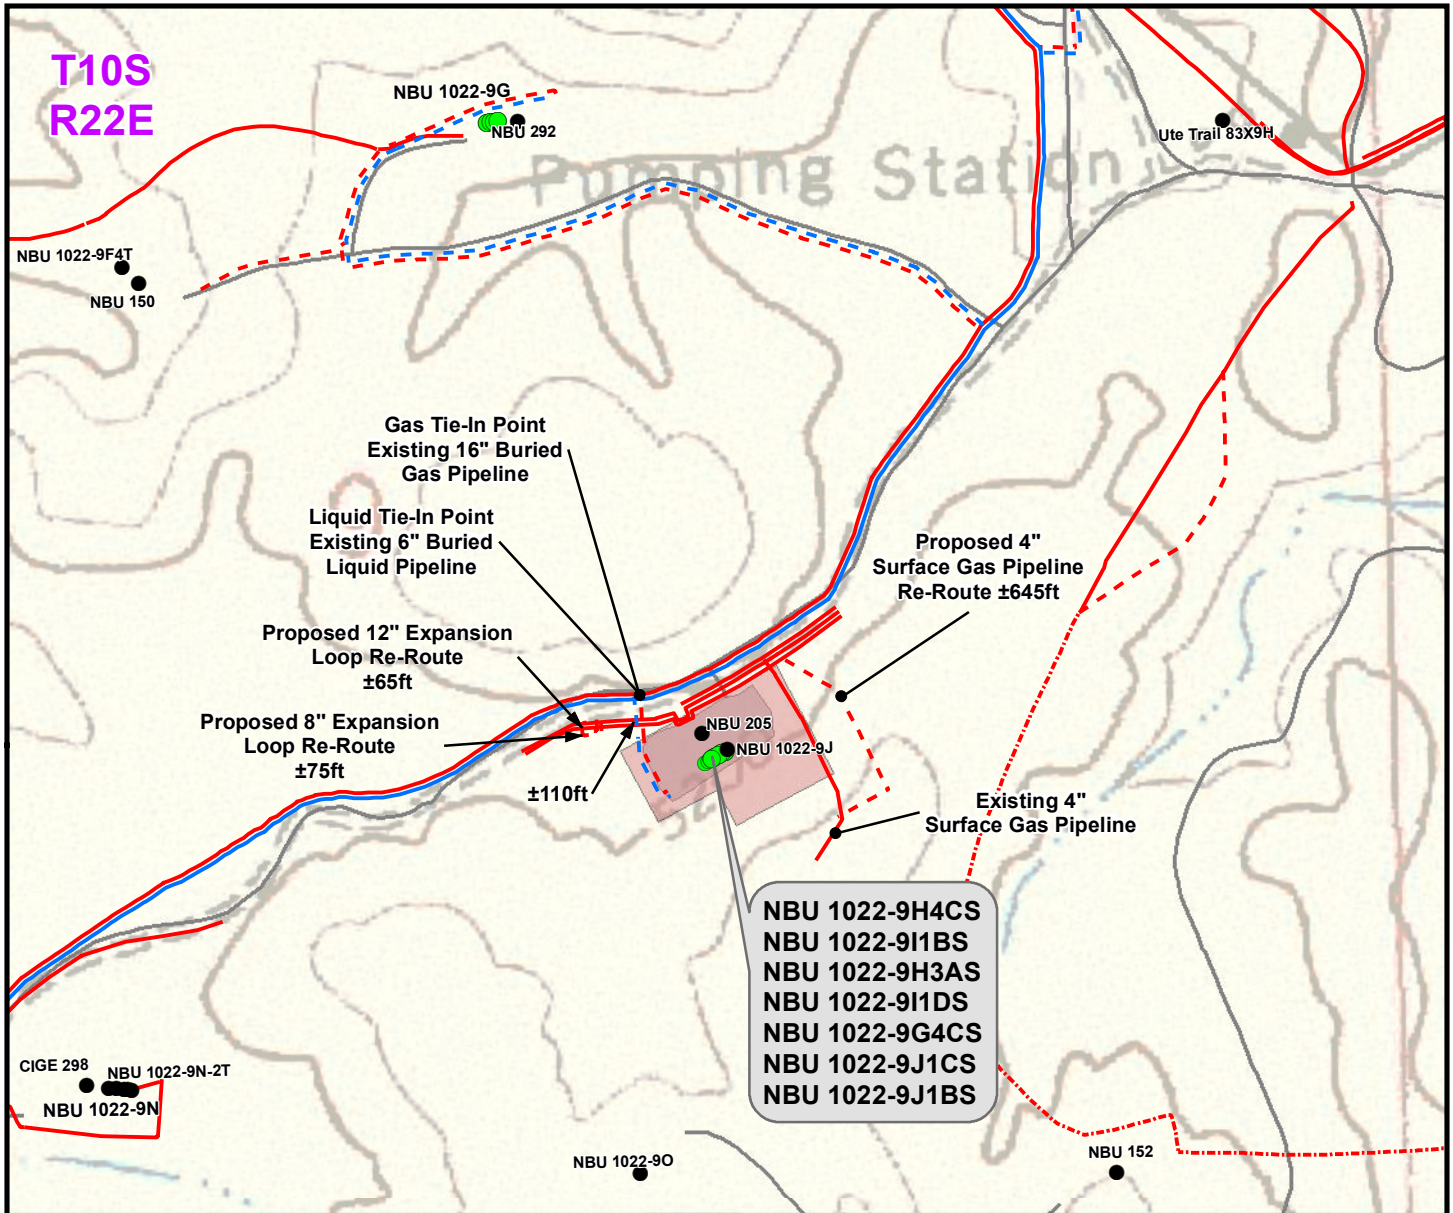 T10S
R22E
NBU 1022-9G
NBU 292
Ute Trail 83X9H
Pumping Station
NBU 1022-9F4T
NBU 150
Gas Tie-In Point
Existing 16" Buried
Gas Pipeline
Liquid Tie-In Point
Existing 6" Buried
Liquid Pipeline
Proposed 4"
Surface Gas Pipeline
Re-Route ±645ft
Proposed 12" Expansion
Loop Re-Route
±65ft
Proposed 8" Expansion
Loop Re-Route
±75ft
NBU 205
NBU 1022-9J
±110ft
Existing 4"
Surface Gas Pipeline
NBU 1022-9H4CS
NBU 1022-9I1BS
NBU 1022-9H3AS
NBU 1022-9I1DS
NBU 1022-9G4CS
NBU 1022-9J1CS
NBU 1022-9J1BS
CIGE 298
NBU 1022-9N-2T
NBU 1022-9N
NBU 1022-9O
NBU 152